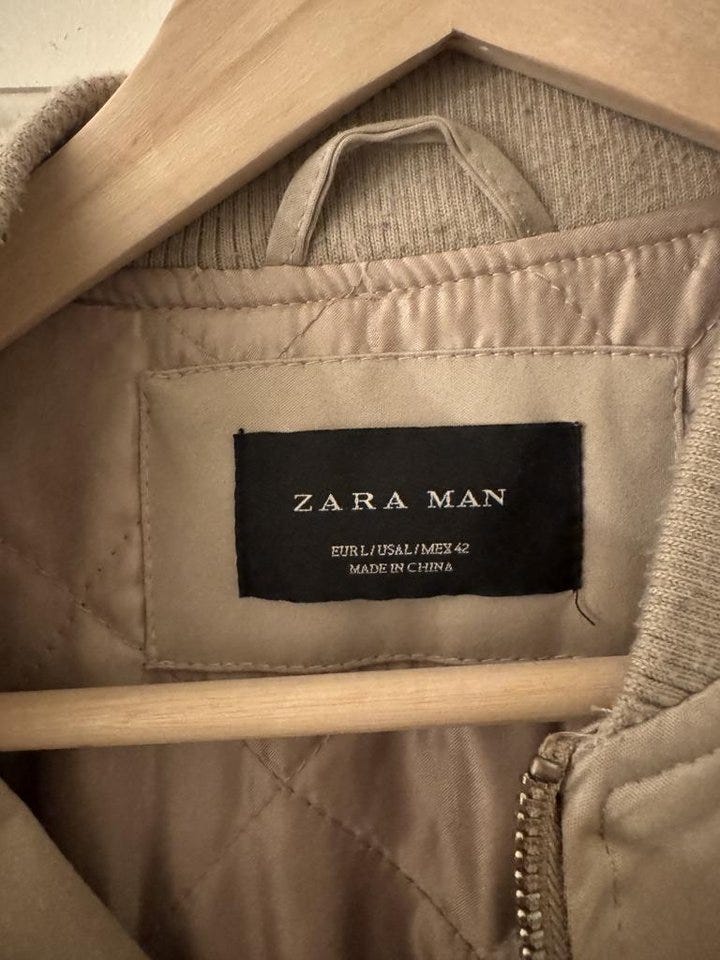 ZARA MAN
EUR L / USA L / MEX 42
MADE IN CHINA